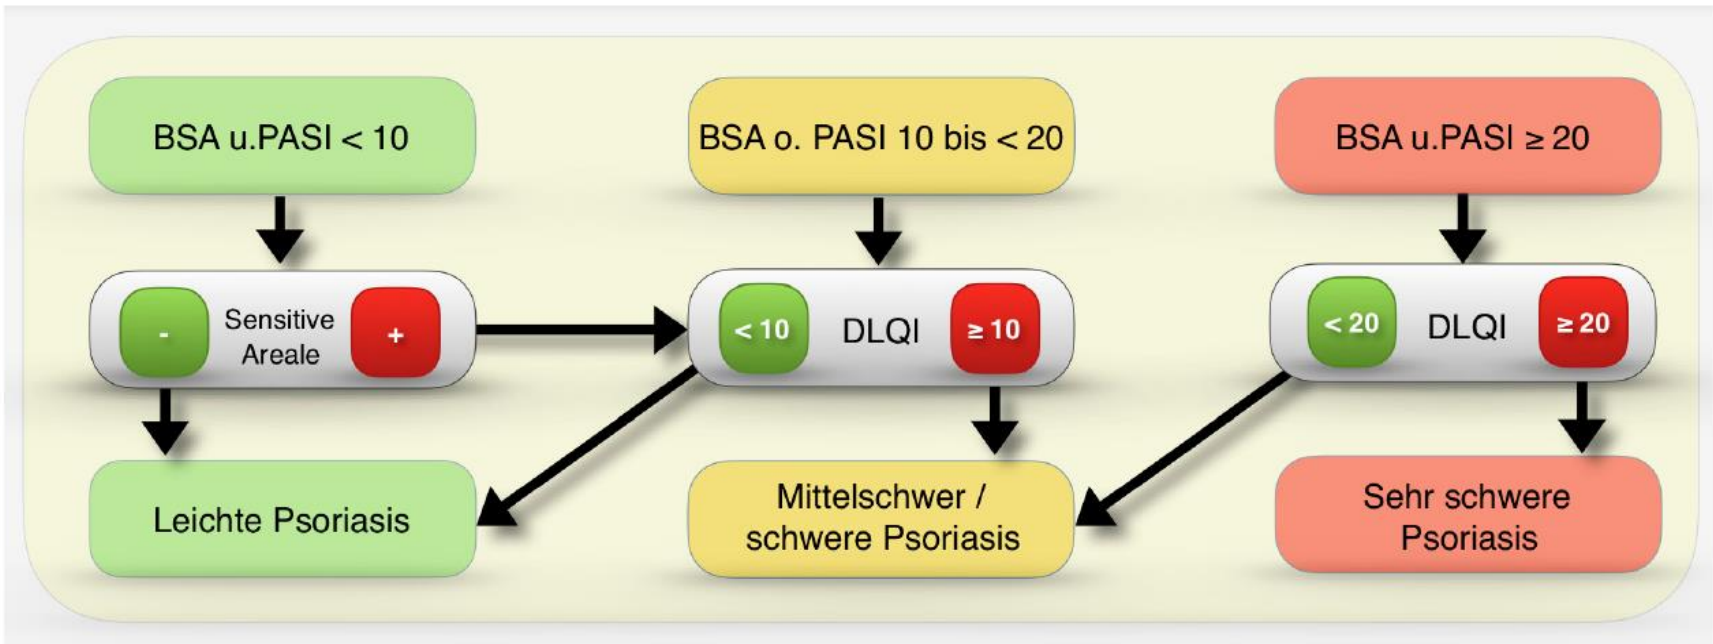 BSA u.PASI < 10
BSA o. PASI 10 bis < 20
BSA u.PASI ≥ 20
-
Sensitive
Areale
+
< 10
DLQI
≥ 10
< 20
DLQI
≥ 20
Leichte Psoriasis
Mittelschwer /
schwere Psoriasis
Sehr schwere
Psoriasis